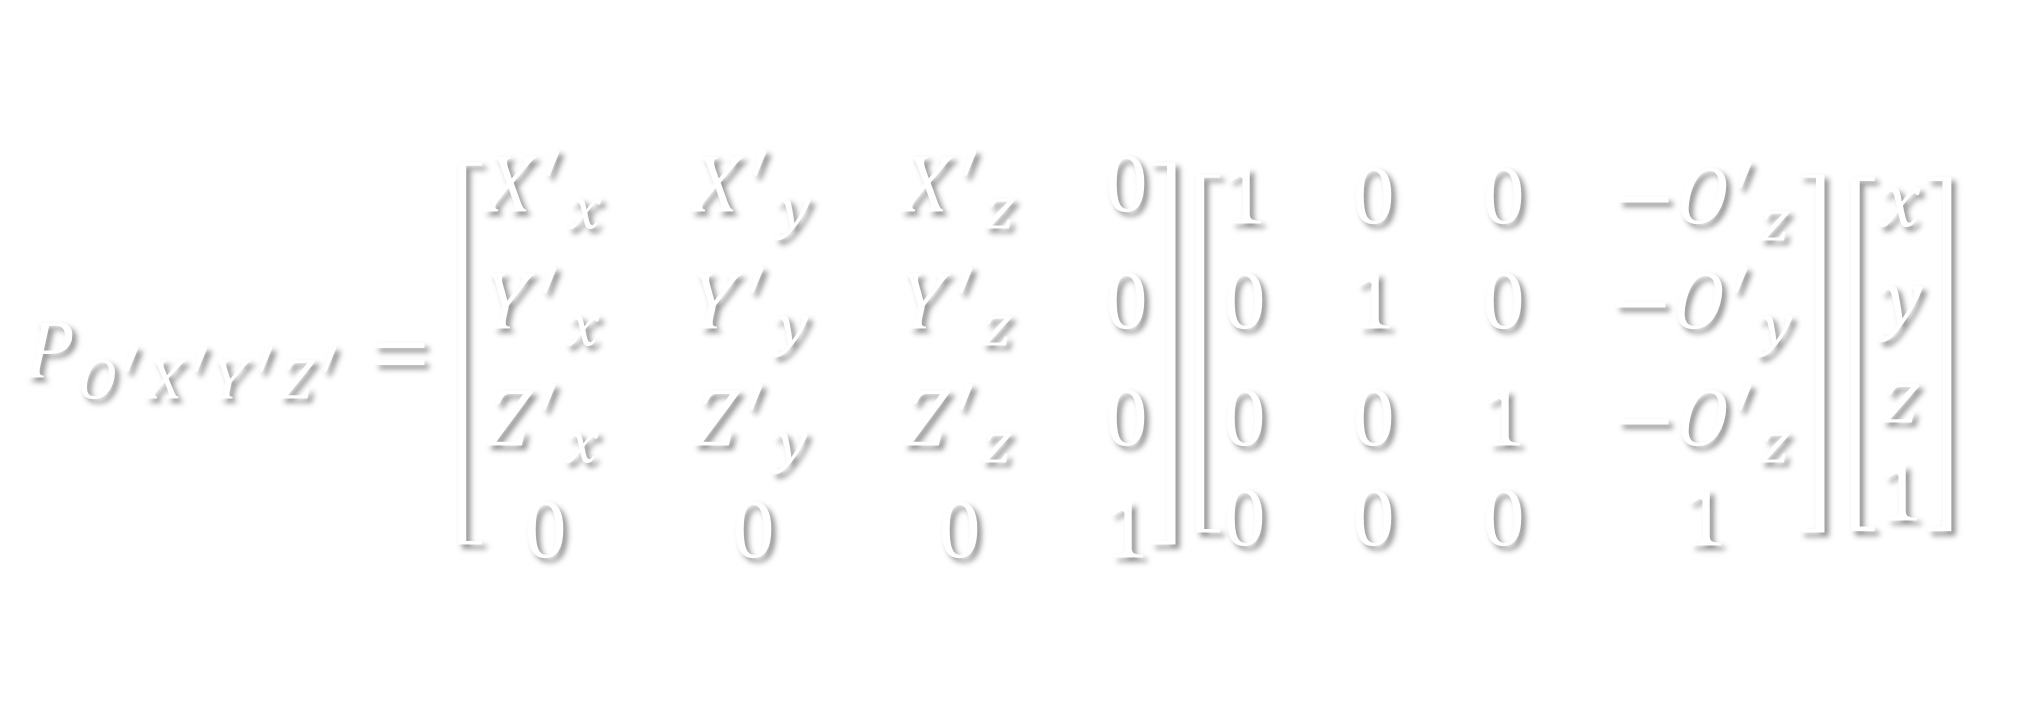 P_{O'X'Y'Z'} = \begin{bmatrix} X'_x & X'_y & X'_z & 0 \\ Y'_x & Y'_y & Y'_z & 0 \\ Z'_x & Z'_y & Z'_z & 0 \\ 0 & 0 & 0 & 1 \end{bmatrix} \begin{bmatrix} 1 & 0 & 0 & -O'_z \\ 0 & 1 & 0 & -O'_y \\ 0 & 0 & 1 & -O'_z \\ 0 & 0 & 0 & 1 \end{bmatrix} \begin{bmatrix} x \\ y \\ z \\ 1 \end{bmatrix}